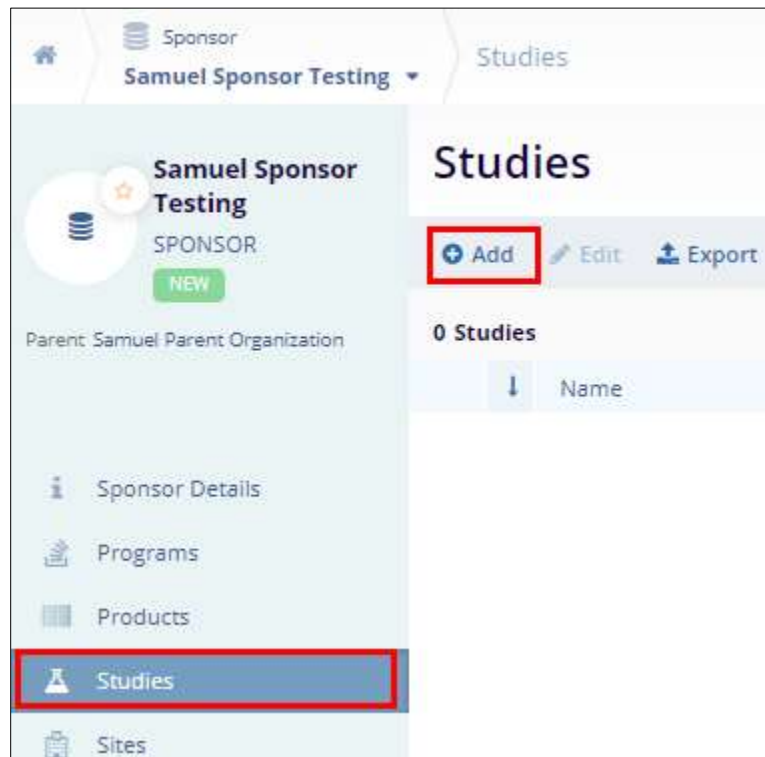 Sponsor
Samuel Sponsor Testing
Studies
Samuel Sponsor
Testing
SPONSOR
NEW
Parent Samuel Parent Organization
Sponsor Details
Programs
Products
Studies
Sites
Studies
Add Edit Export
0 Studies
Name